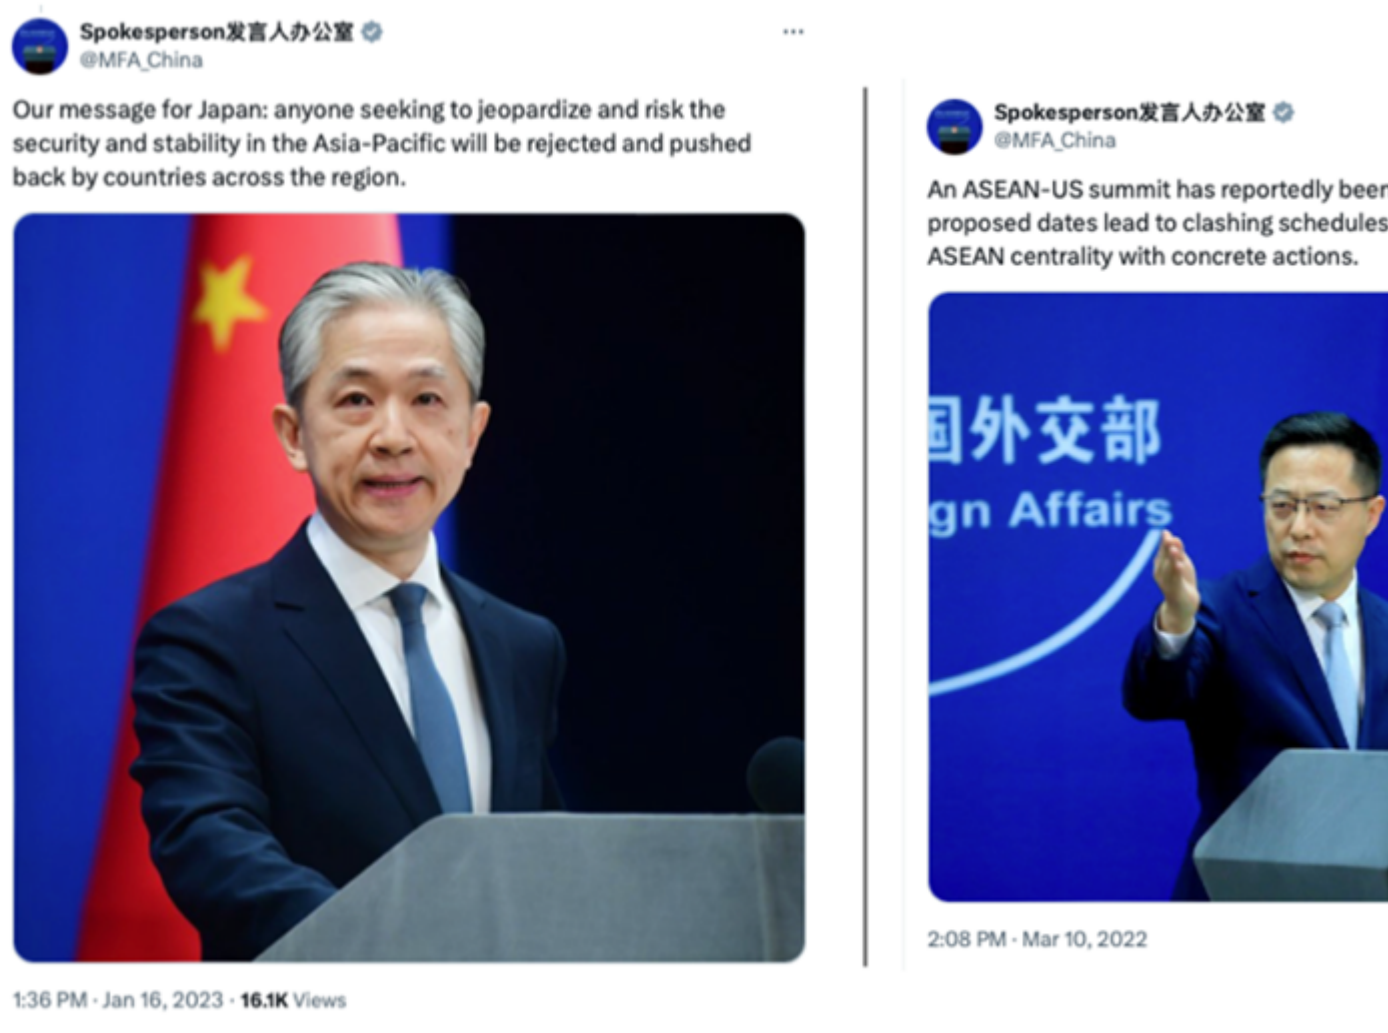 Spokesperson发言人办公室
@MFA_China
Our message for Japan: anyone seeking to jeopardize and risk the
security and stability in the Asia-Pacific will be rejected and pushed
back by countries across the region.
1:36 PM · Jan 16, 2023 · 16.1K Views
Spokesperson发言人办公室
@MFA_China
An ASEAN-US summit has reportedly been
proposed dates lead to clashing schedules
ASEAN centrality with concrete actions.
国外交部
gn Affairs
2:08 PM · Mar 10, 2022